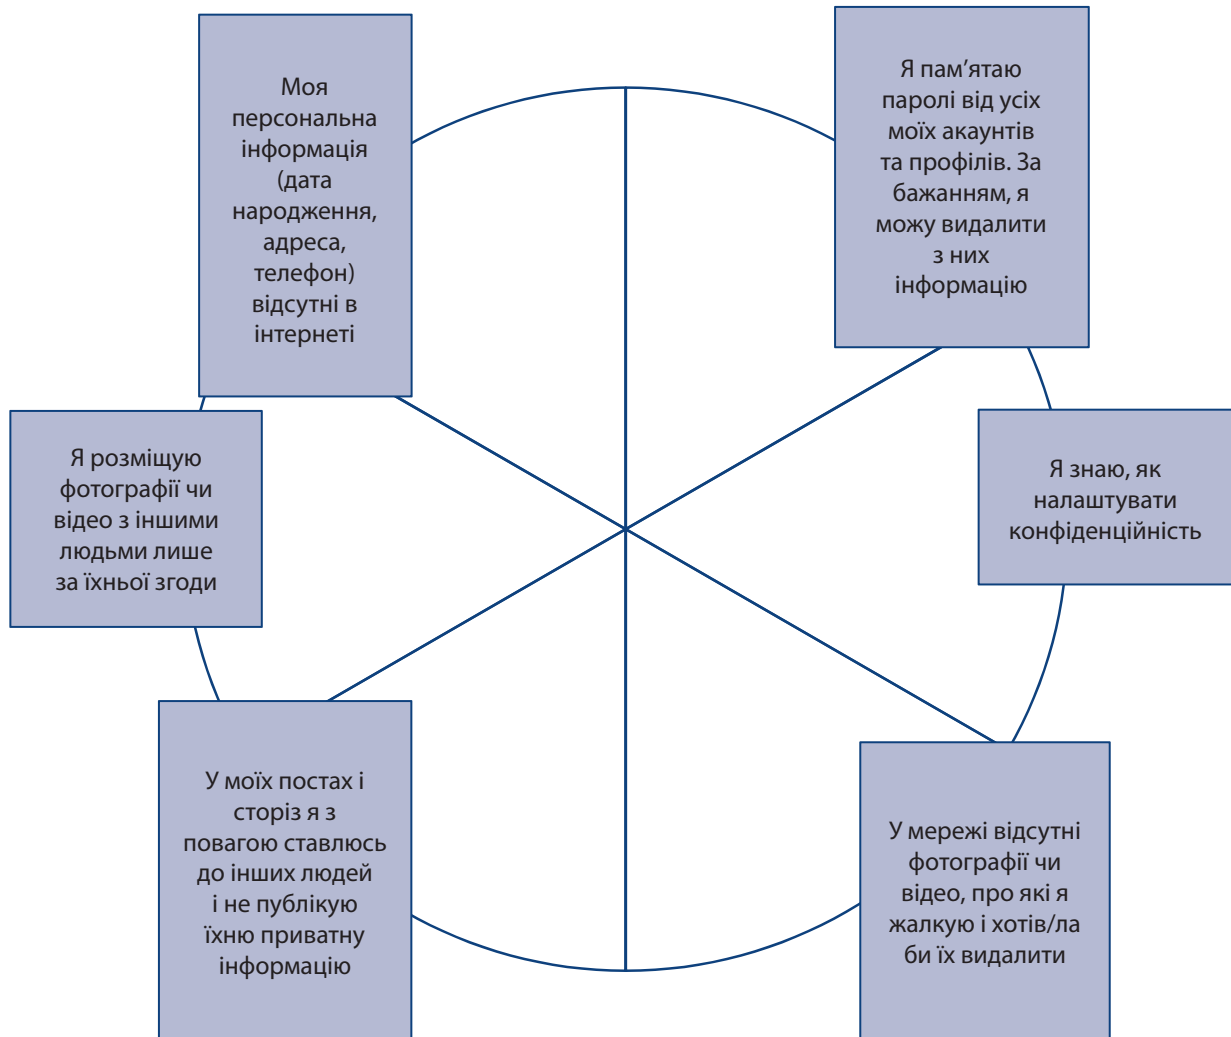 Моя
персональна
інформація
(дата
народження,
адреса,
телефон)
відсутні в
інтернеті
Я пам’ятаю
паролі від усіх
моїх акаунтів
та профілів. За
бажанням, я
можу видалити
з них
інформацію
Я розміщую
фотографії чи
відео з іншими
людьми лише
за їхньої згоди
Я знаю, як
налаштувати
конфіденційність
У моїх постах і
сторіз я з
повагою ставлюсь
до інших людей
і не публікую
їхню приватну
інформацію
У мережі відсутні
фотографії чи
відео, про які я
жалкую і хотів/ла
би їх видалити